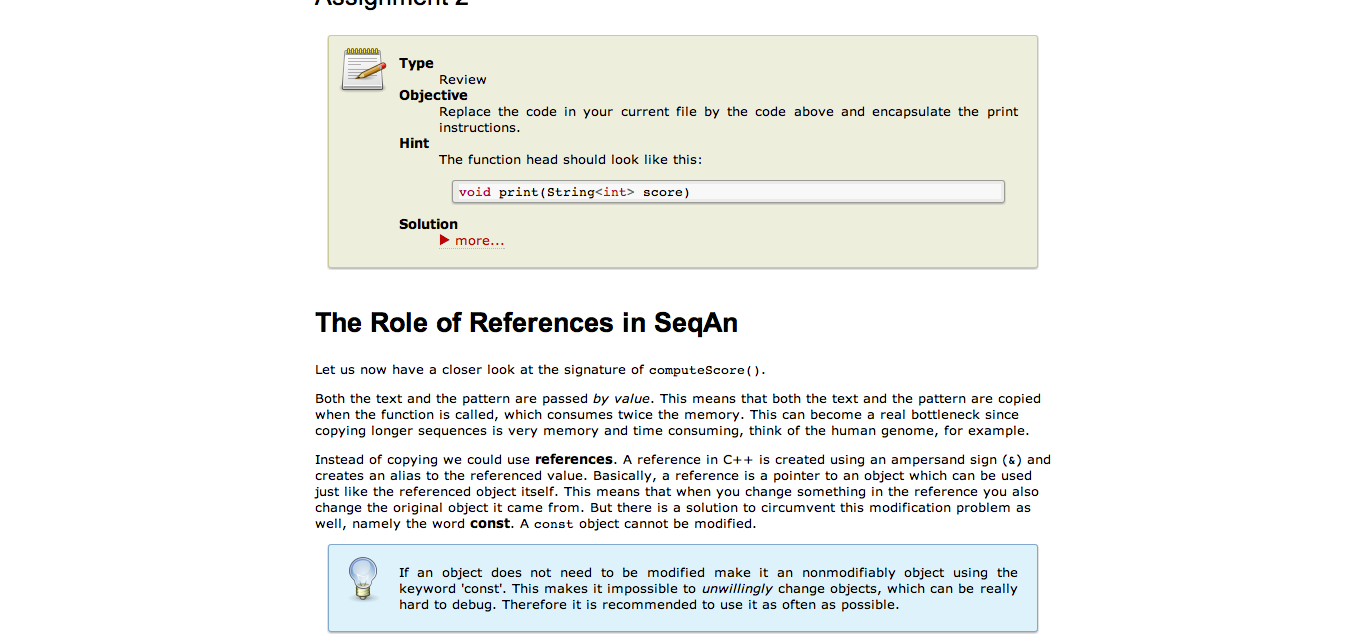 Assignment 2
Type
Review
Objective
Replace the code in your current file by the code above and encapsulate the print
instructions.
Hint
The function head should look like this:
void print(String<int> score)
Solution
more...
The Role of References in SeqAn
Let us now have a closer look at the signature of computeScore().
Both the text and the pattern are passed by value. This means that both the text and the pattern are copied
when the function is called, which consumes twice the memory. This can become a real bottleneck since
copying longer sequences is very memory and time consuming, think of the human genome, for example.
Instead of copying we could use references. A reference in C++ is created using an ampersand sign (&) and
creates an alias to the referenced value. Basically, a reference is a pointer to an object which can be used
just like the referenced object itself. This means that when you change something in the reference you also
change the original object it came from. But there is a solution to circumvent this modification problem as
well, namely the word const. A const object cannot be modified.
If an object does not need to be modified make it an nonmodifiably object using the
keyword 'const'. This makes it impossible to unwillingly change objects, which can be really
hard to debug. Therefore it is recommended to use it as often as possible.